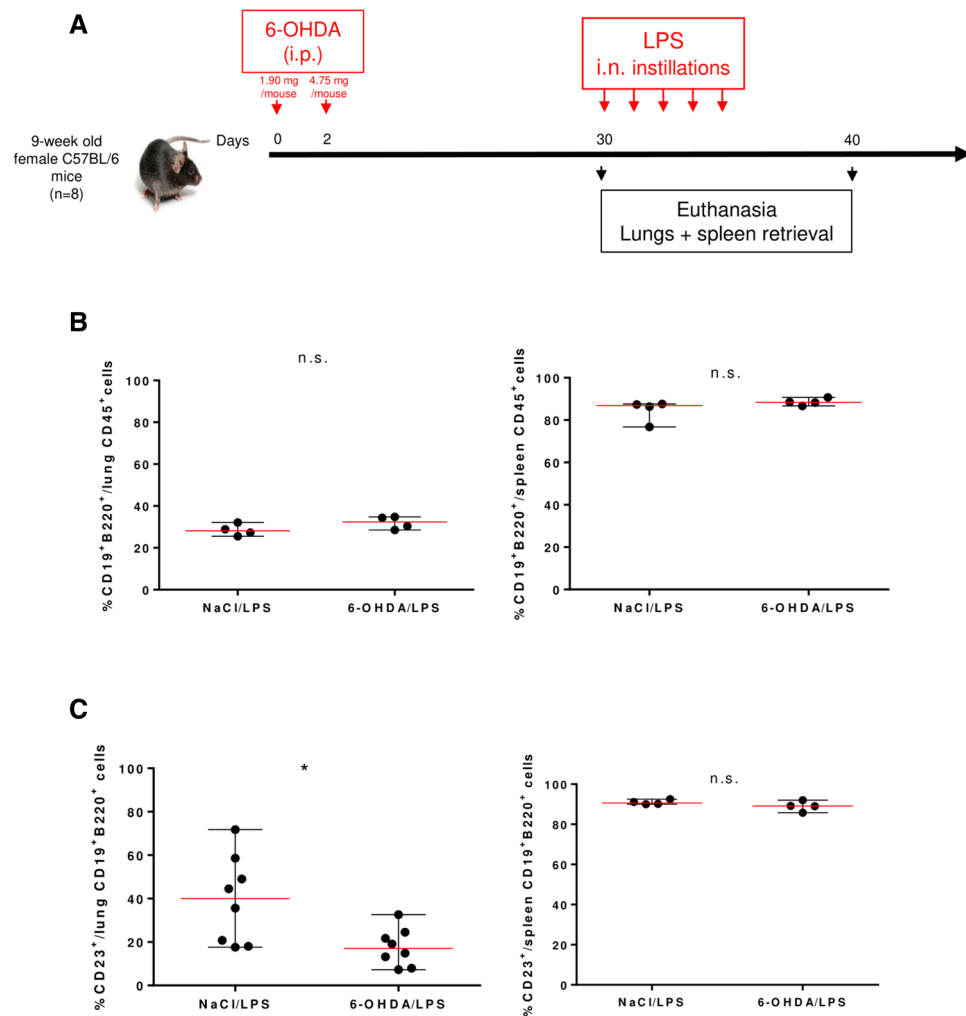 A
6-OHDA
(i.p.)
1.90 mg
/mouse
4.75 mg
/mouse
LPS
i.n. instillations
9-week old
female C57BL/6
mice
(n=8)
Days
0
2
30
40
Euthanasia
Lungs + spleen retrieval
B
%CD19⁺B220⁺/lung CD45⁺cells
n.s.
100
80
60
40
20
0
NaCl/LPS
6-OHDA/LPS
%CD19⁺B220⁺/spleen CD45⁺cells
n.s.
100
80
60
40
20
0
NaCl/LPS
6-OHDA/LPS
C
%CD23⁺/lung CD19⁺B220⁺ cells
*
100
80
60
40
20
0
NaCl/LPS
6-OHDA/LPS
%CD23⁺/spleen CD19⁺B220⁺ cells
n.s.
100
80
60
40
20
0
NaCl/LPS
6-OHDA/LPS